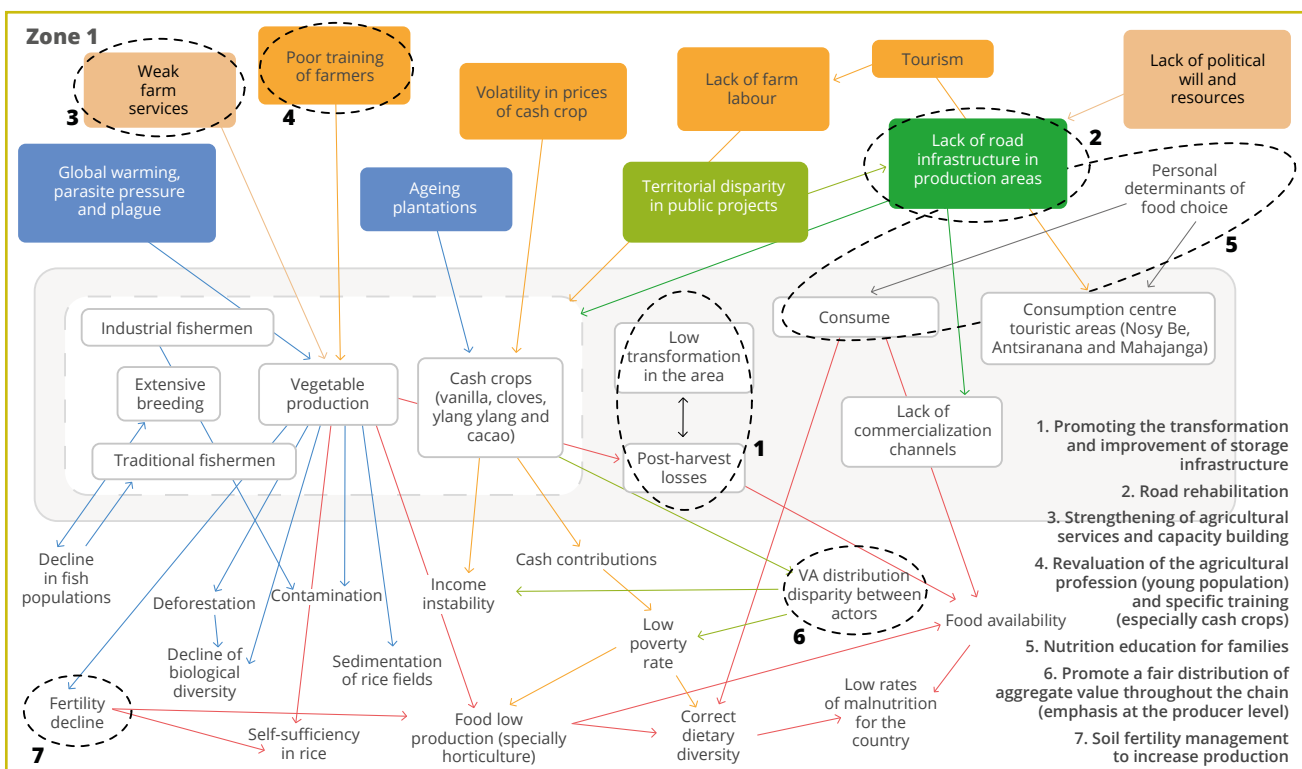 Zone 1
Weak
farm
services
3
Poor training
of farmers
4
Volatility in prices
of cash crop
Lack of farm
labour
Tourism
Lack of political
will and
resources
Lack of road
infrastructure in
production areas
2
Global warming,
parasite pressure
and plague
Ageing
plantations
Territorial disparity
in public projects
Personal
determinants of
food choice
5
Industrial fishermen
Extensive
breeding
Traditional fishermen
Vegetable
production
Cash crops
(vanilla, cloves,
ylang ylang and
cacao)
Low
transformation
in the area
Post-harvest
losses
1
Consume
Consumption centre
touristic areas (Nosy Be,
Antsiranana and Mahajanga)
Lack of
commercialization
channels
Decline
in fish
populations
Deforestation
Contamination
Income
instability
Cash contributions
VA distribution
disparity between
actors
6
Food availability
Decline of
biological
diversity
Sedimentation
of rice fields
Low
poverty
rate
Fertility
decline
7
Self-sufficiency
in rice
Food low
production (specially
horticulture)
Correct
dietary
diversity
Low rates
of malnutrition
for the
country
1. Promoting the transformation
and improvement of storage
infrastructure
2. Road rehabilitation
3. Strengthening of agricultural
services and capacity building
4. Revaluation of the agricultural
profession (young population)
and specific training
(especially cash crops)
5. Nutrition education for families
6. Promote a fair distribution of
aggregate value throughout the chain
(emphasis at the producer level)
7. Soil fertility management
to increase production